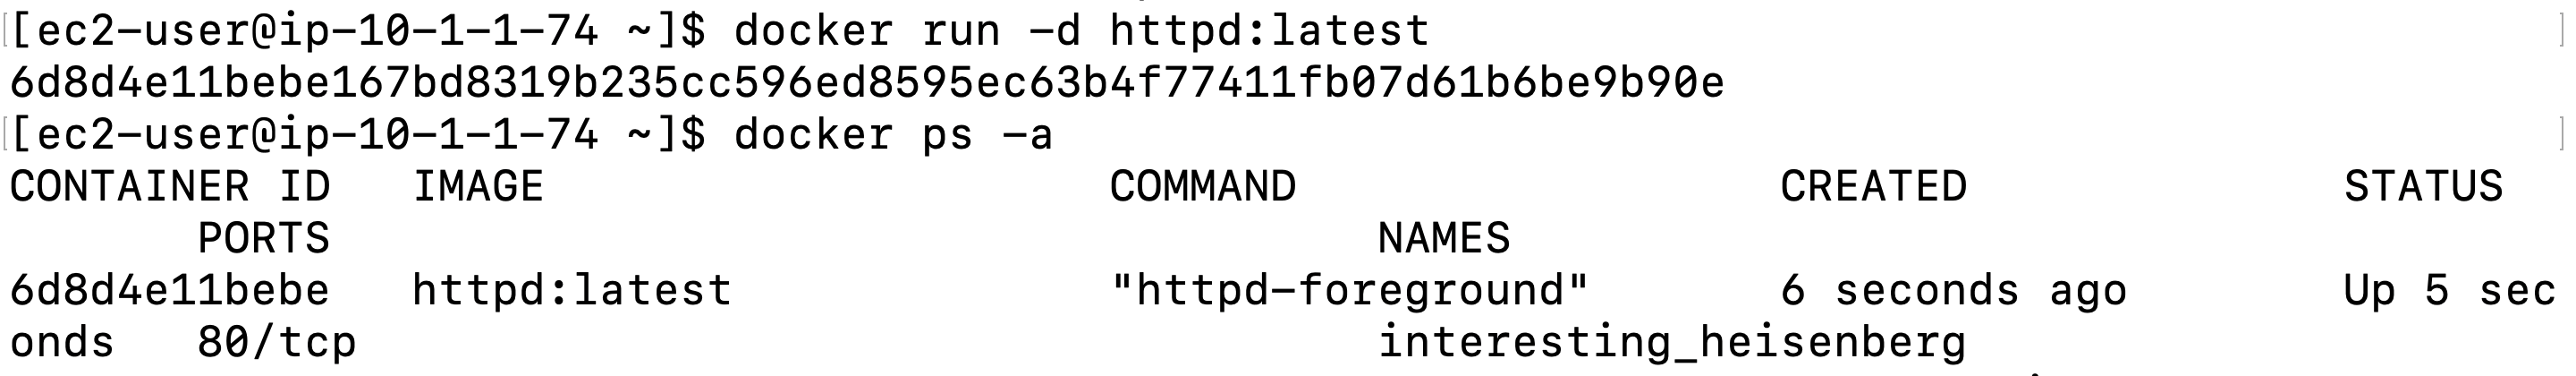 [ec2-user@ip-10-1-1-74 ~]$ docker run -d httpd:latest
6d8d4e11bebe167bd8319b235cc596ed8595ec63b4f77411fb07d61b6be9b90e
[ec2-user@ip-10-1-1-74 ~]$ docker ps -a
CONTAINER ID   IMAGE                     COMMAND                  CREATED              STATUS
       PORTS                                       NAMES
6d8d4e11bebe   httpd:latest              "httpd-foreground"       6 seconds ago        Up 5 sec
onds   80/tcp                                      interesting_heisenberg